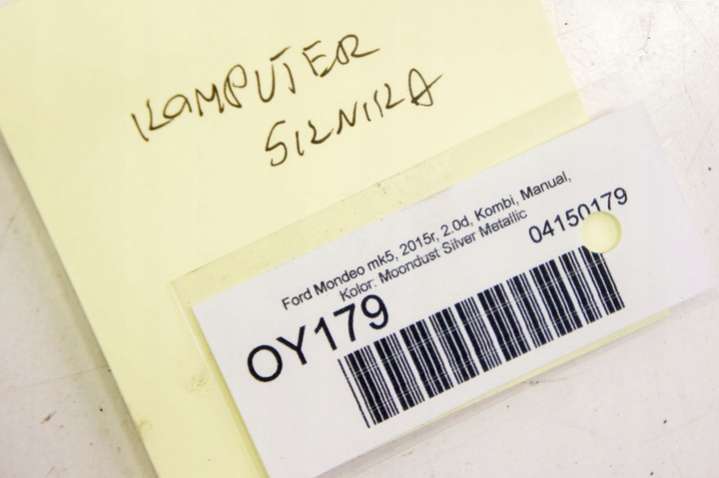 KOMPUTER
SILNIKA
Ford Mondeo mk5, 2015r, 2.0d, Kombi, Manual,
Kolor: Moondust Silver Metallic
04150179
OY179